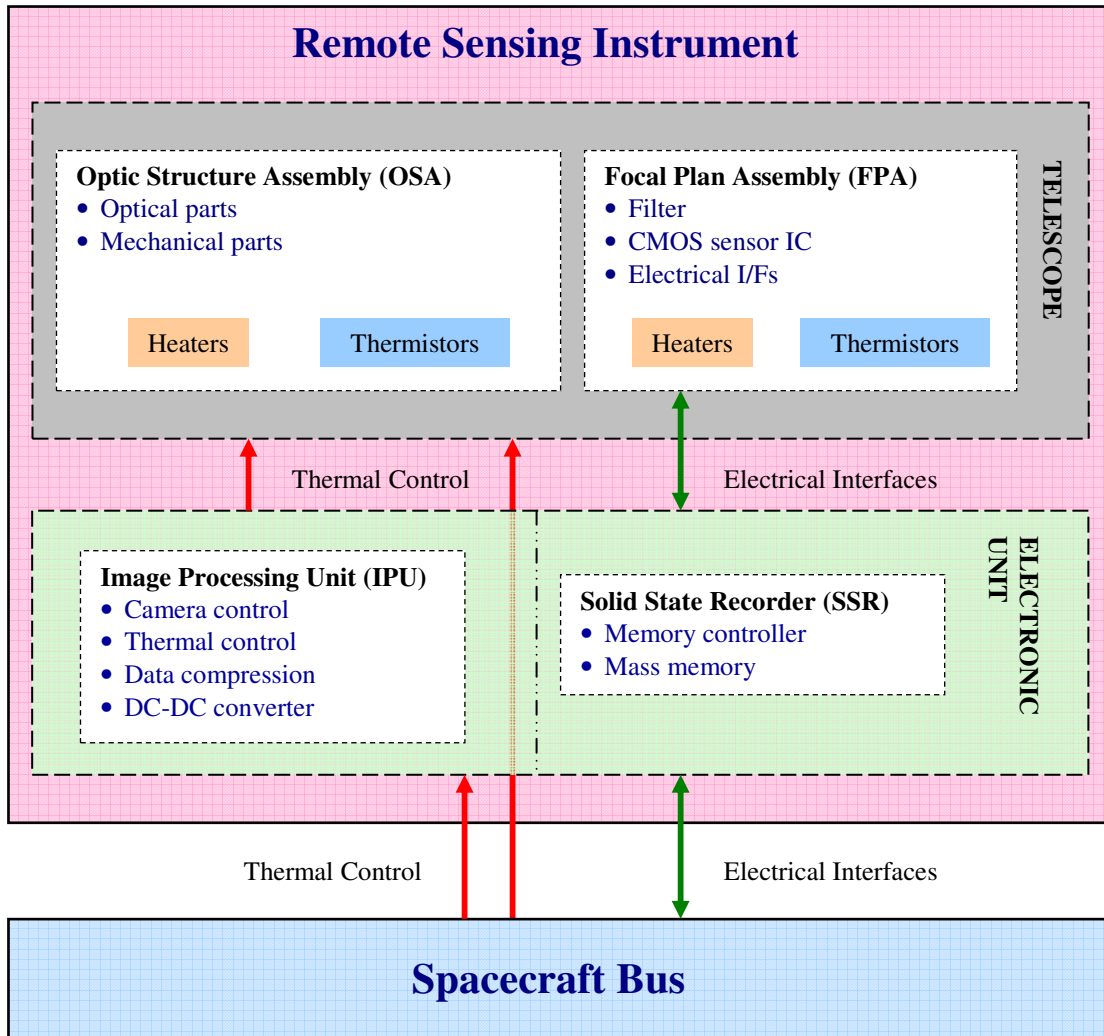 Remote Sensing Instrument
Optic Structure Assembly (OSA)
• Optical parts
• Mechanical parts
Heaters
Thermistors
Focal Plan Assembly (FPA)
• Filter
• CMOS sensor IC
• Electrical I/Fs
Heaters
Thermistors
TELESCOPE
Thermal Control
Electrical Interfaces
Image Processing Unit (IPU)
• Camera control
• Thermal control
• Data compression
• DC-DC converter
Solid State Recorder (SSR)
• Memory controller
• Mass memory
ELECTRONIC
UNIT
Thermal Control
Electrical Interfaces
Spacecraft Bus